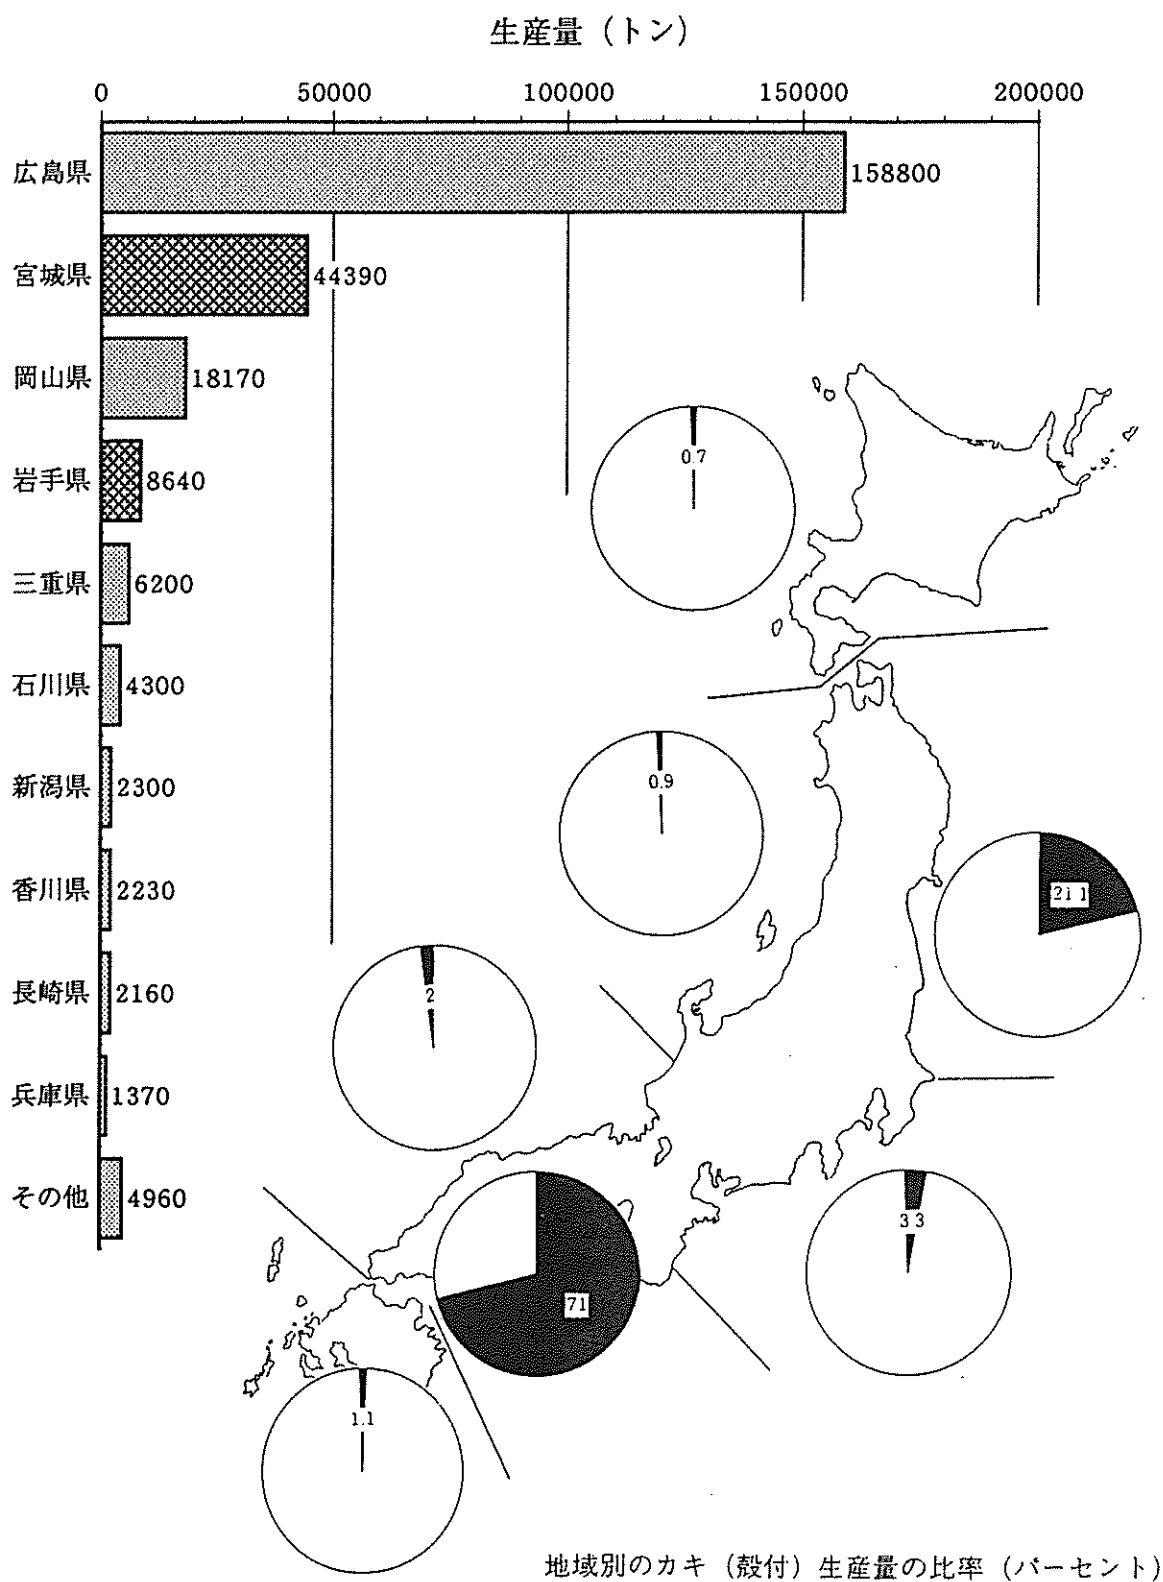 生産量（トン）
0 50000 100000 150000 200000
広島県 158800
宮城県 44390
岡山県 18170
岩手県 8640
三重県 6200
石川県 4300
新潟県 2300
香川県 2230
長崎県 2160
兵庫県 1370
その他 4960
0.7
0.9
21 1
2
3 3
71
1.1
地域別のカキ（殻付）生産量の比率（パーセント）